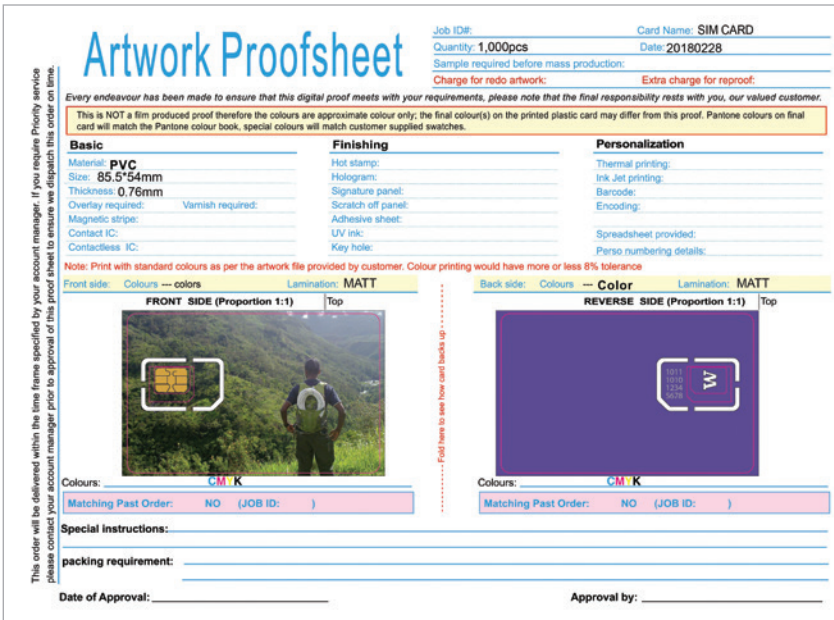 Artwork Proofsheet
Job ID#: Card Name: SIM CARD
Quantity: 1,000pcs Date: 20180228
Sample required before mass production:
Charge for redo artwork: Extra charge for reproof:
Every endeavour has been made to ensure that this digital proof meets with your requirements, please note that the final responsibility rests with you, our valued customer.
This is NOT a film produced proof therefore the colours are approximate colour only; the final colour(s) on the printed plastic card may differ from this proof. Pantone colours on final
card will match the Pantone colour book, special colours will match customer supplied swatches.
Basic Finishing Personalization
Material: PVC Hot stamp: Thermal printing:
Size: 85.5*54mm Hologram: Ink Jet printing:
Thickness: 0.76mm Signature panel: Barcode:
Overlay required: Varnish required: Scratch off panel: Encoding:
Magnetic stripe: Adhesive sheet:
Contact IC: UV ink: Spreadsheet provided:
Contactless IC: Key hole: Perso numbering details:
Note: Print with standard colours as per the artwork file provided by customer. Colour printing would have more or less 8% tolerance
Front side: Colours --- colors Lamination: MATT Back side: Colours --- Color Lamination: MATT
FRONT SIDE (Proportion 1:1) Top REVERSE SIDE (Proportion 1:1) Top
1011
1010
1234
5678
W
--- Fold here to see how card backs up ---
Colours: CMYK Colours: CMYK
Matching Past Order: NO (JOB ID: ) Matching Past Order: NO (JOB ID: )
Special instructions:
packing requirement:
Date of Approval: Approval by:
This order will be delivered within the time frame specified by your account manager. If you require Priority service
please contact your account manager prior to approval of this proof sheet to ensure we dispatch this order on time.